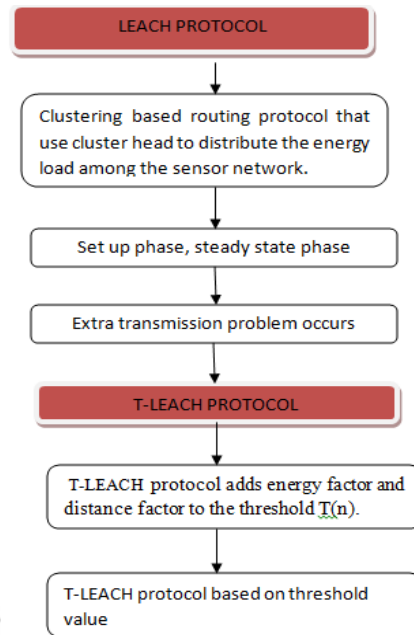 LEACH PROTOCOL
Clustering based routing protocol that
use cluster head to distribute the energy
load among the sensor network.
Set up phase, steady state phase
Extra transmission problem occurs
T-LEACH PROTOCOL
T-LEACH protocol adds energy factor and
distance factor to the threshold T(n).
T-LEACH protocol based on threshold
value